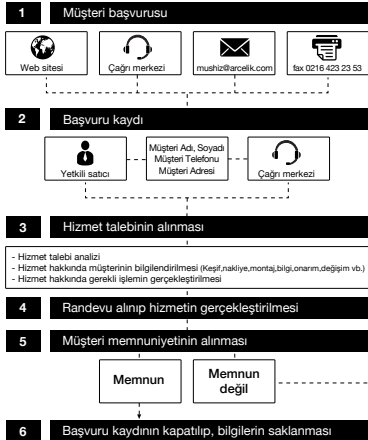 1 Müşteri başvurusu
Web sitesi
Çağrı merkezi
mushiz@arcelik.com
fax 0216 423 23 53
2 Başvuru kaydı
Yetkili satıcı
Müşteri Adı, Soyadı
Müşteri Telefonu
Müşteri Adresi
Çağrı merkezi
3 Hizmet talebinin alınması
- Hizmet talebi analizi
- Hizmet hakkında müşterinin bilgilendirilmesi (Keşif,nakliye,montaj,bilgi,onarım,değişim vb.)
- Hizmet hakkında gerekli işlemin gerçekleştirilmesi
4 Randevu alınıp hizmetin gerçekleştirilmesi
5 Müşteri memnuniyetinin alınması
Memnun
Memnun
değil
6 Başvuru kaydının kapatılıp, bilgilerin saklanması